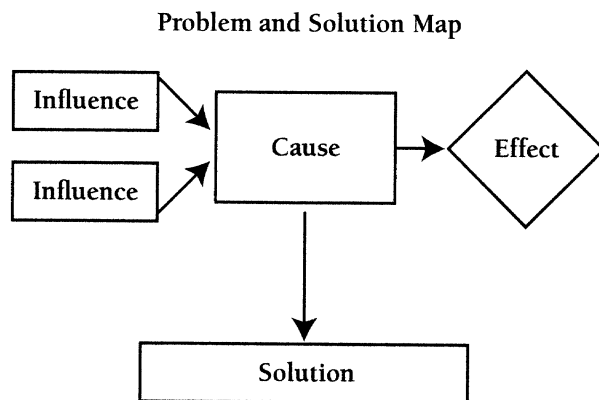 Problem and Solution Map
Influence
Cause
Effect
Influence
Solution